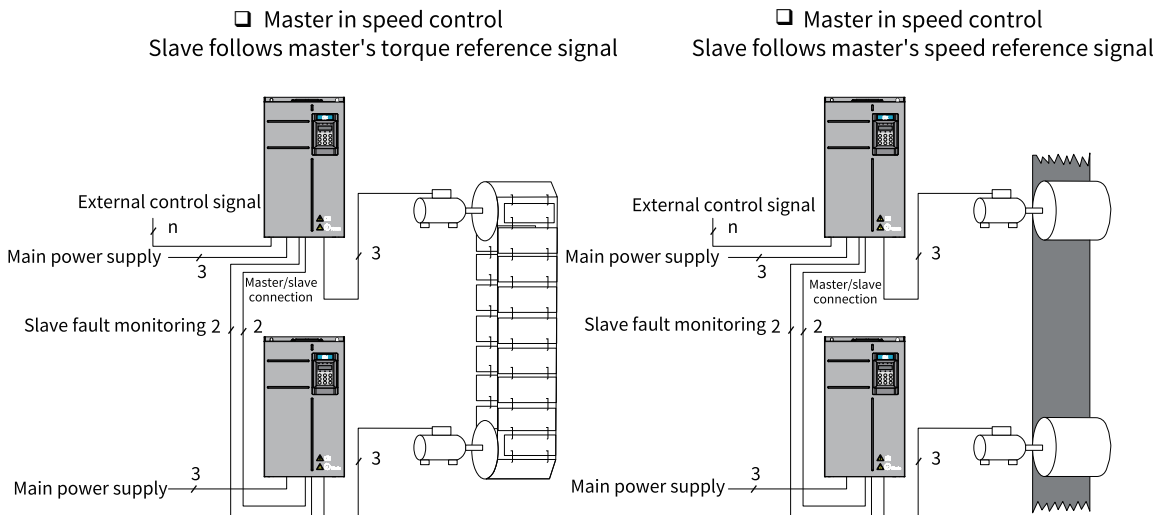 ❑ Master in speed control
Slave follows master's torque reference signal
External control signal
n
Main power supply
3
3
Master/slave
connection
Slave fault monitoring 2
2
3
3
Main power supply
❑ Master in speed control
Slave follows master's speed reference signal
External control signal
n
Main power supply
3
3
Master/slave
connection
Slave fault monitoring 2
2
3
3
Main power supply